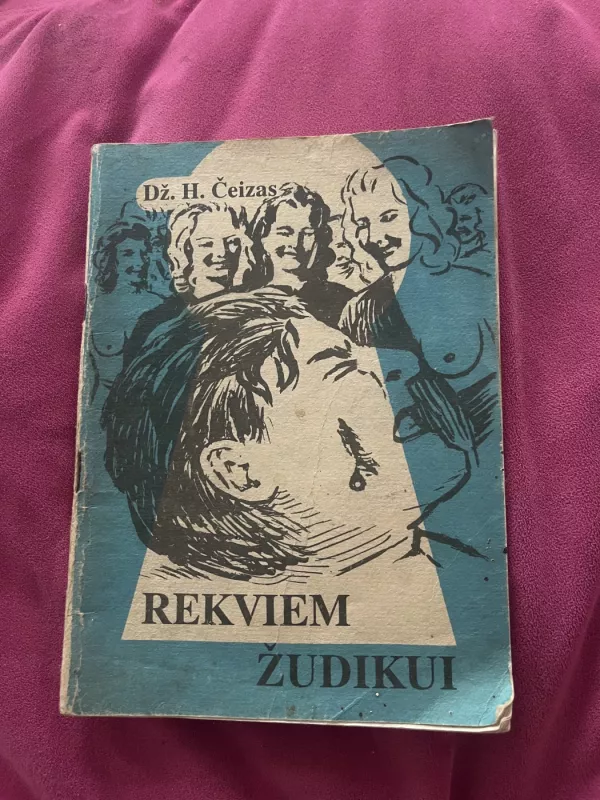 Dž. H. Čeizas
REKVIEM
ŽUDIKUI